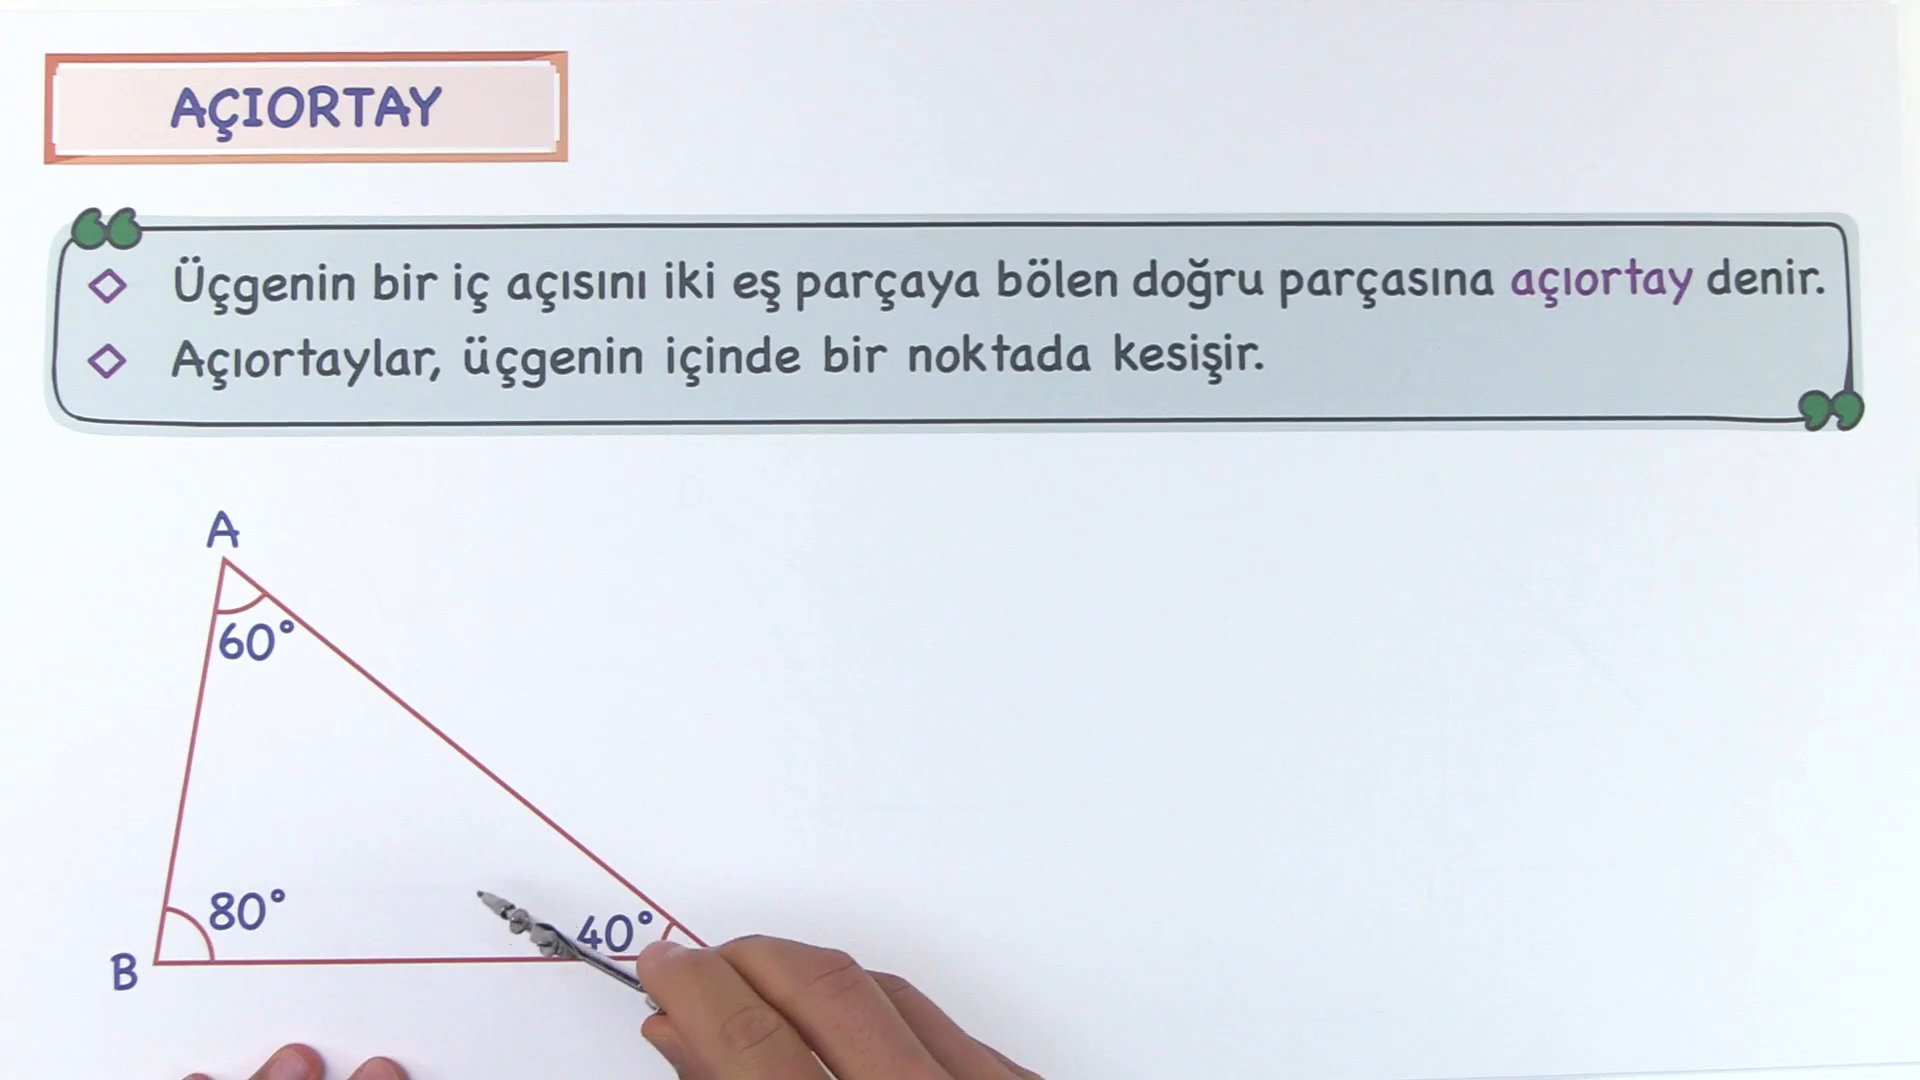 AÇIORTAY
Üçgenin bir iç açısını iki eş parçaya bölen doğru parçasına açıortay denir.
Açıortaylar, üçgenin içinde bir noktada kesişir.
A
60°
80°
40°
B